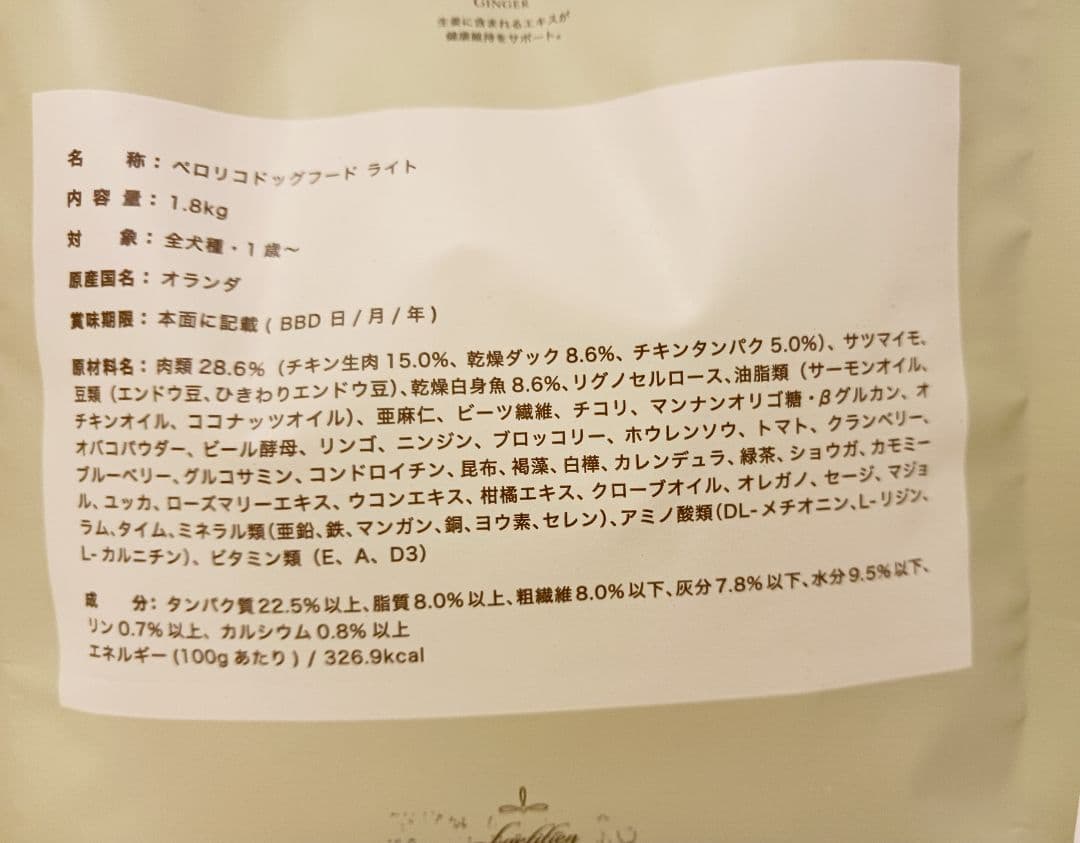 GINGER
生姜に含まれるエキスが
健康維持をサポート。
名 称：ペロリコドッグフード ライト
内 容 量：1.8kg
対 象：全犬種・1 歳～
原産国名：オランダ
賞味期限：本面に記載 ( BBD 日 / 月 / 年 )
原材料名：肉類 28.6%（チキン生肉 15.0%、乾燥ダック 8.6%、チキンタンパク 5.0%）、サツマイモ、
豆類（エンドウ豆、ひきわりエンドウ豆）、乾燥白身魚 8.6%、リグノセルロース、油脂類（サーモンオイル、
チキンオイル、ココナッツオイル）、亜麻仁、ビーツ繊維、チコリ、マンナンオリゴ糖・βグルカン、オ
オバコパウダー、ビール酵母、リンゴ、ニンジン、ブロッコリー、ホウレンソウ、トマト、クランベリー、
ブルーベリー、グルコサミン、コンドロイチン、昆布、褐藻、白樺、カレンデュラ、緑茶、ショウガ、カモミー
ル、ユッカ、ローズマリーエキス、ウコンエキス、柑橘エキス、クローブオイル、オレガノ、セージ、マジョ
ラム、タイム、ミネラル類（亜鉛、鉄、マンガン、銅、ヨウ素、セレン）、アミノ酸類（DL-メチオニン、L-リジン、
L-カルニチン）、ビタミン類（E、A、D3）
成 分：タンパク質 22.5% 以上、脂質 8.0% 以上、粗繊維 8.0% 以下、灰分 7.8% 以下、水分 9.5% 以下、
リン 0.7% 以上、カルシウム 0.8% 以上
エネルギー (100g あたり ) / 326.9kcal